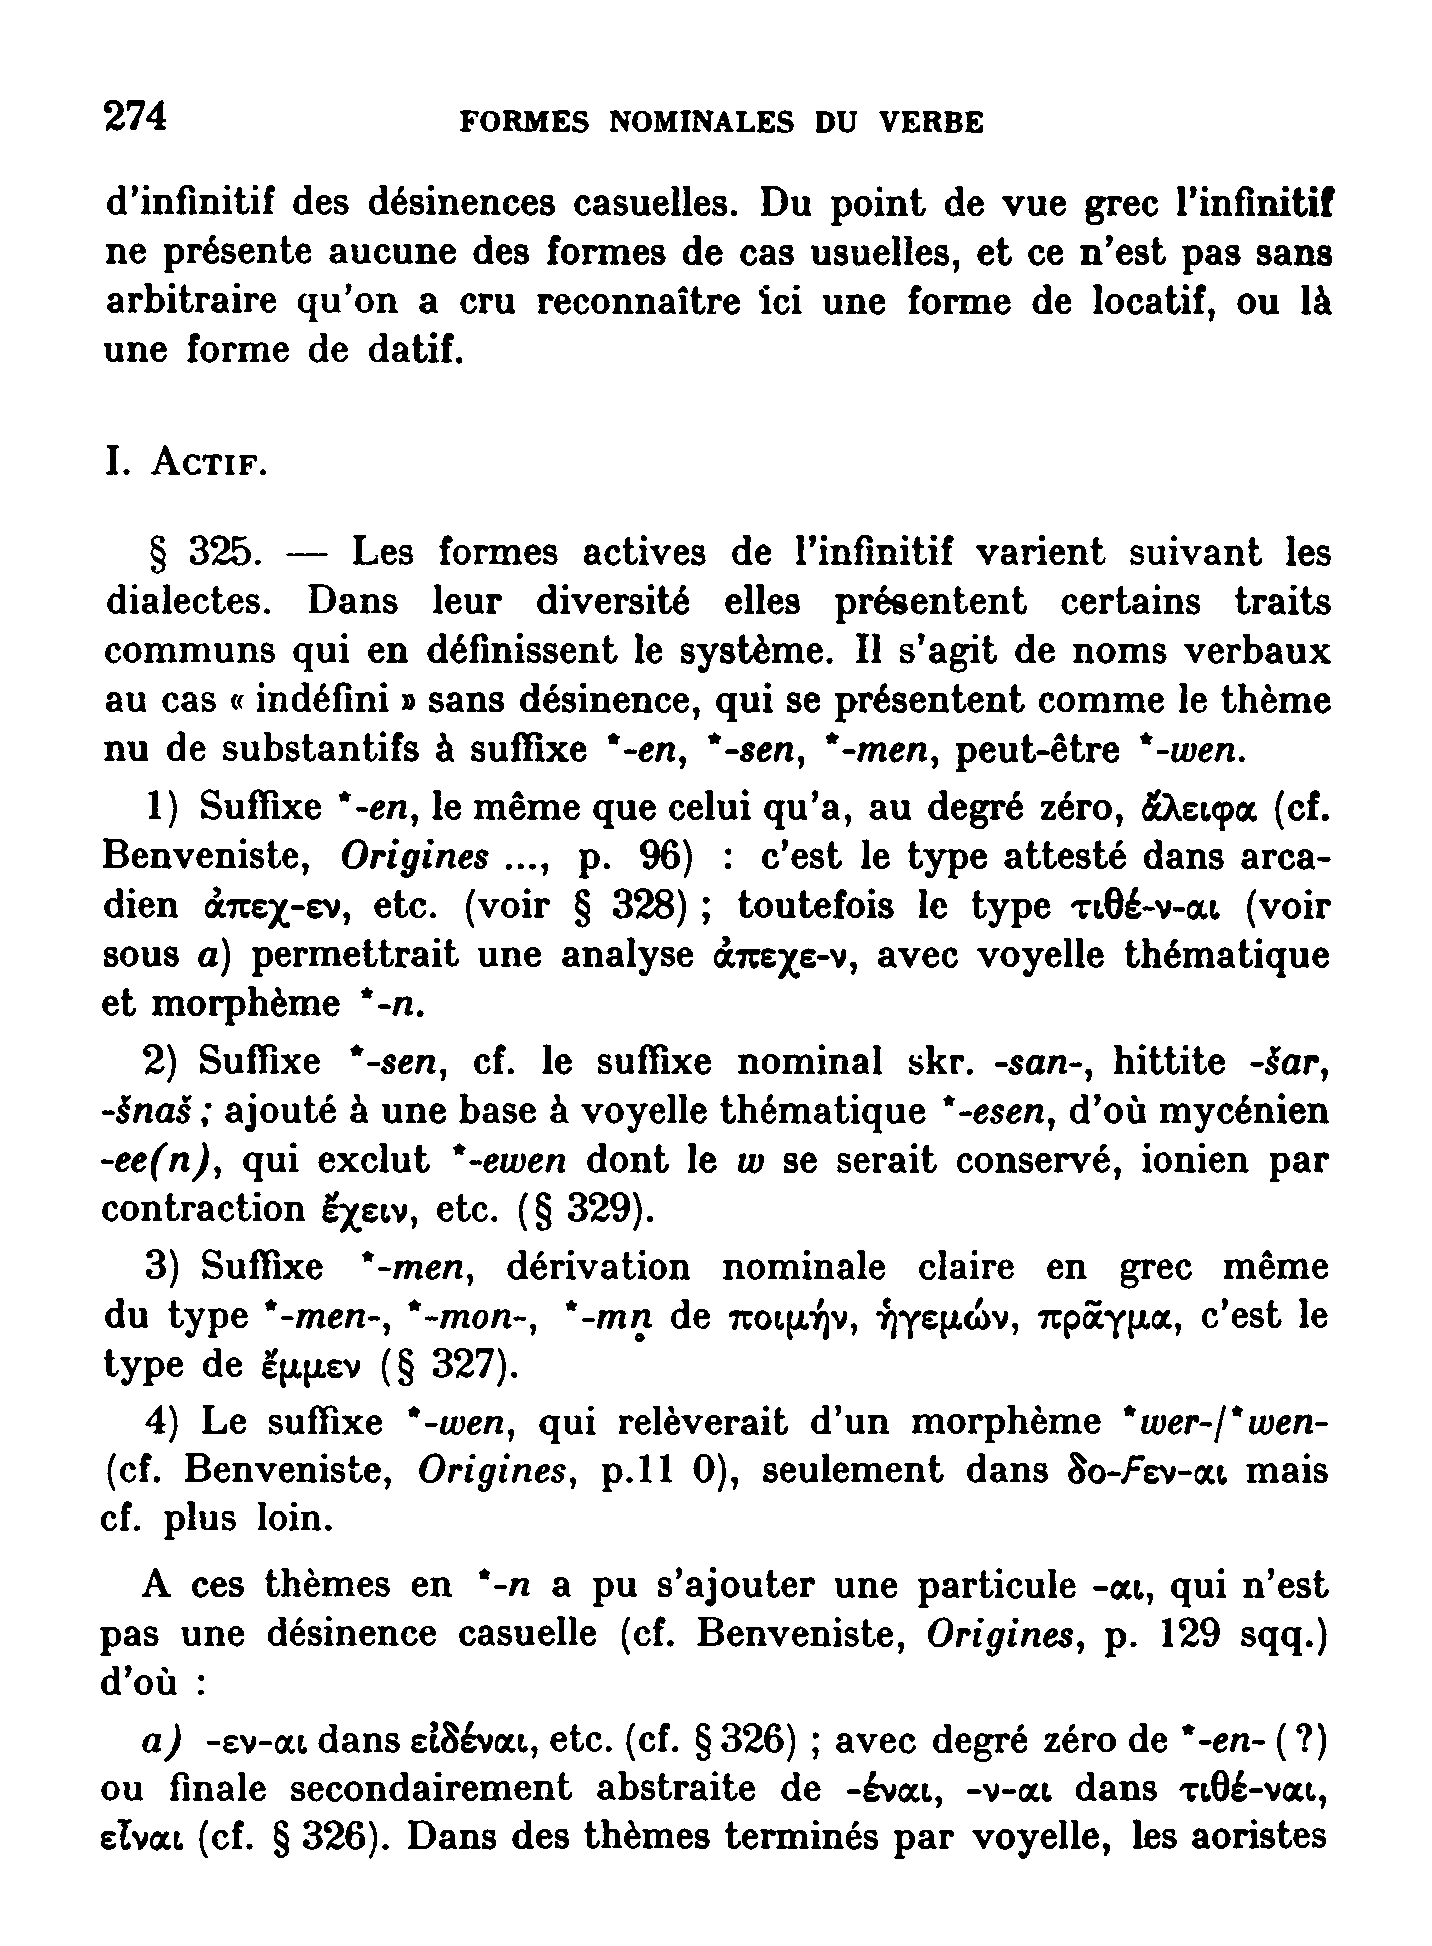 274 FORMES NOMINALES DU VERBE
d'infinitif des désinences casuelles. Du point de vue grec l'infinitif
ne présente aucune des formes de cas usuelles, et ce n'est pas sans
arbitraire qu'on a cru reconnaître ici une forme de locatif, ou là
une forme de datif.
I. ACTIF.
§ 325. — Les formes actives de l'infinitif varient suivant les
dialectes. Dans leur diversité elles présentent certains traits
communs qui en définissent le système. Il s'agit de noms verbaux
au cas « indéfini » sans désinence, qui se présentent comme le thème
nu de substantifs à suffixe *-en, *-sen, *-men, peut-être *-wen.
1) Suffixe *-en, le même que celui qu'a, au degré zéro, ἄλειφα (cf.
Benveniste, Origines ..., p. 96) : c'est le type attesté dans arca-
dien ἀπεχ-εν, etc. (voir § 328) ; toutefois le type τιθέ-ν-αι (voir
sous a) permettrait une analyse ἀπεχε-ν, avec voyelle thématique
et morphème *-n.
2) Suffixe *-sen, cf. le suffixe nominal skr. -san-, hittite -šar,
-šnaš ; ajouté à une base à voyelle thématique *-esen, d'où mycénien
-ee(n), qui exclut *-ewen dont le w se serait conservé, ionien par
contraction ἔχειν, etc. (§ 329).
3) Suffixe *-men, dérivation nominale claire en grec même
du type *-men-, *-mon-, *-mn̥ de ποιμήν, ἡγεμών, πρᾶγμα, c'est le
type de ἔμμεν (§ 327).
4) Le suffixe *-wen, qui relèverait d'un morphème *wer-/*wen-
(cf. Benveniste, Origines, p.11 0), seulement dans δο-ϝεν-αι mais
cf. plus loin.
A ces thèmes en *-n a pu s'ajouter une particule -αι, qui n'est
pas une désinence casuelle (cf. Benveniste, Origines, p. 129 sqq.)
d'où :
a) -εν-αι dans εἰδέναι, etc. (cf. § 326) ; avec degré zéro de *-en- (?)
ou finale secondairement abstraite de -έναι, -ν-αι dans τιθέ-ναι,
εἶναι (cf. § 326). Dans des thèmes terminés par voyelle, les aoristes